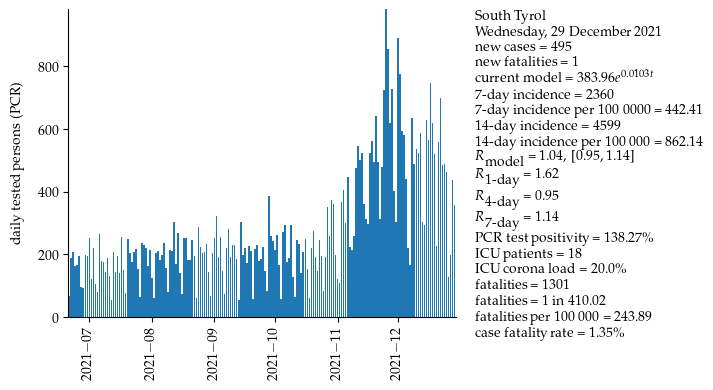 South Tyrol
Wednesday, 29 December 2021
new cases = 495
new fatalities = 1
current model = 383.96e^0.0103t
7-day incidence = 2360
7-day incidence per 100 0000 = 442.41
14-day incidence = 4599
14-day incidence per 100 000 = 862.14
R_model = 1.04, [0.95, 1.14]
R_1-day = 1.62
R_4-day = 0.95
R_7-day = 1.14
PCR test positivity = 138.27%
ICU patients = 18
ICU corona load = 20.0%
fatalities = 1301
fatalities = 1 in 410.02
fatalities per 100 000 = 243.89
case fatality rate = 1.35%
daily tested persons (PCR)
800
600
400
200
0
2021−07
2021−08
2021−09
2021−10
2021−11
2021−12